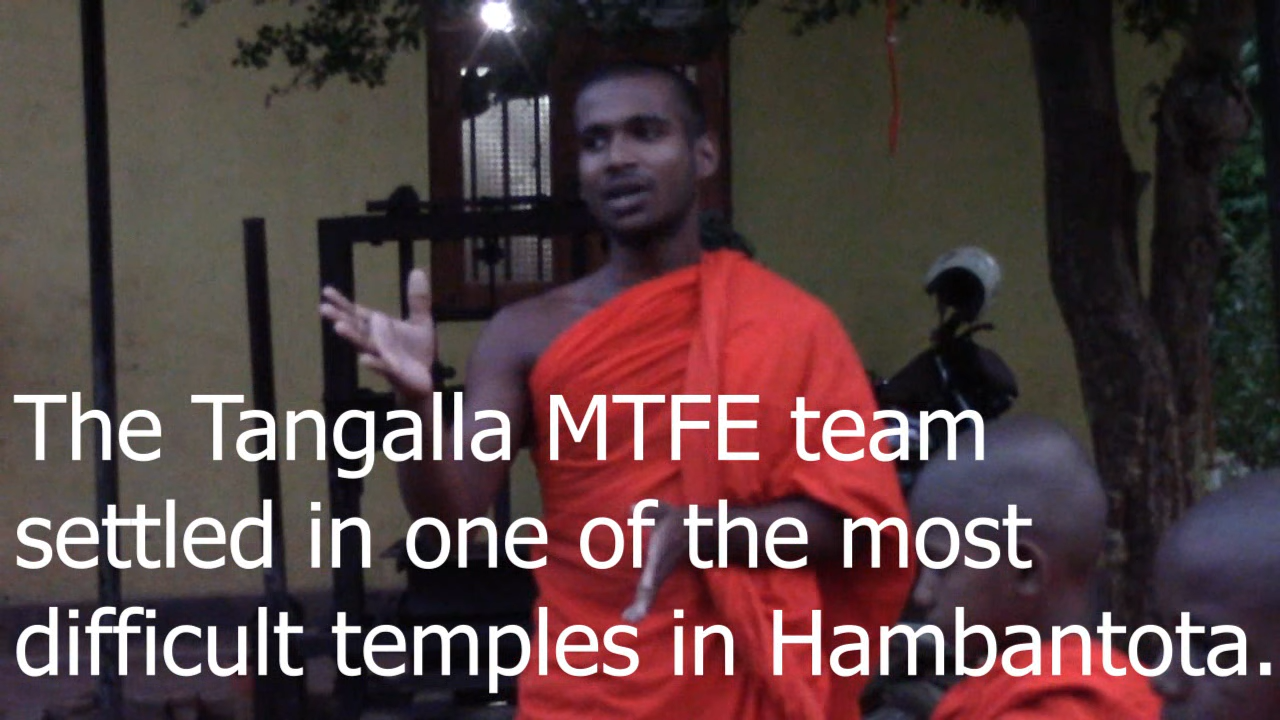 The Tangalla MTFE team
settled in one of the most
difficult temples in Hambantota.